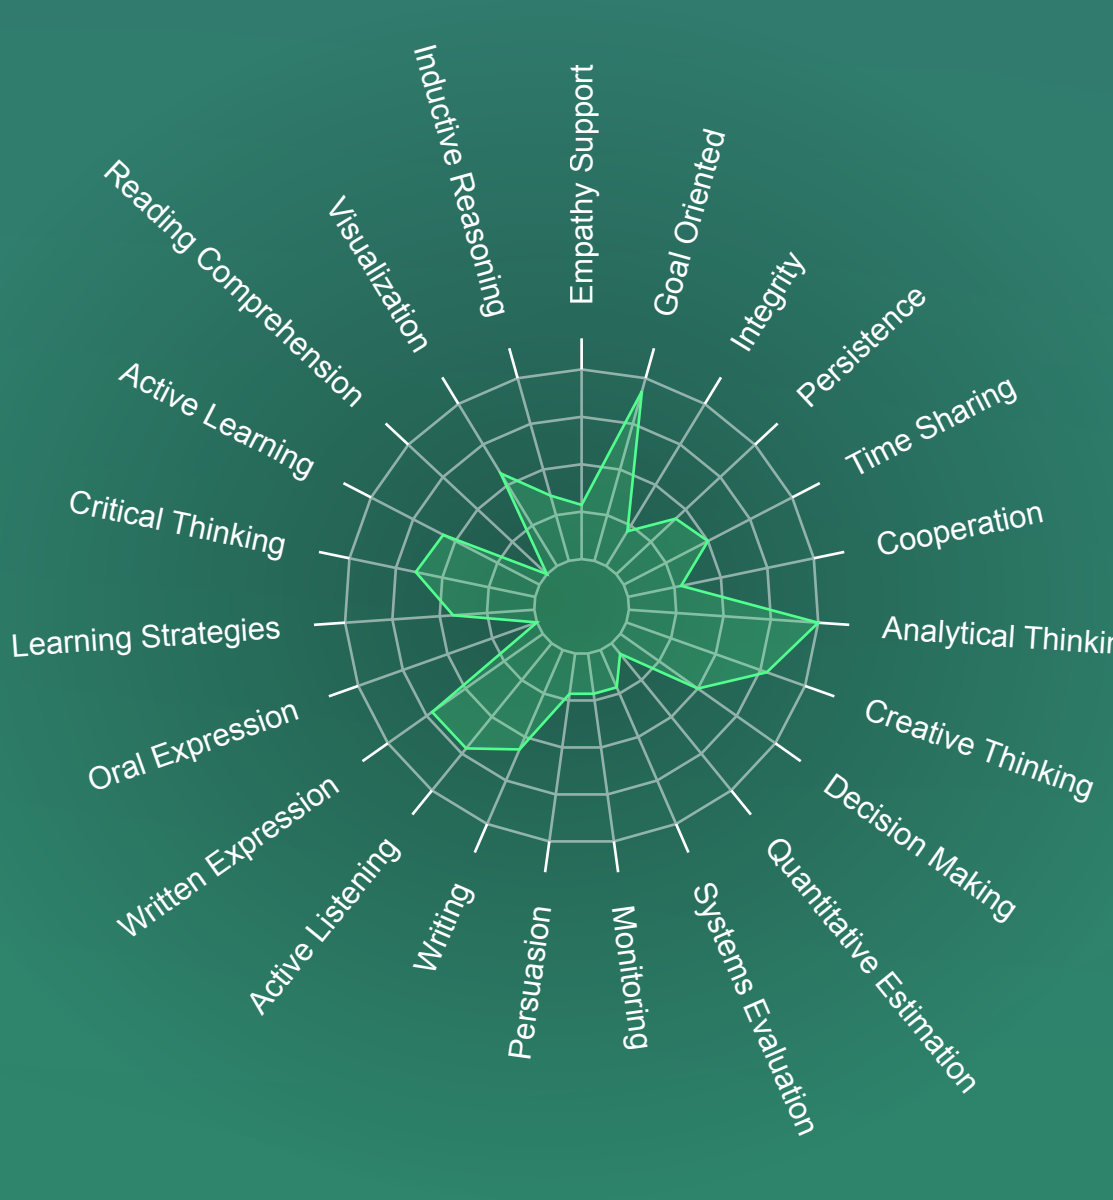 Empathy Support
Goal Oriented
Integrity
Persistence
Time Sharing
Cooperation
Analytical Thinkin
Creative Thinking
Decision Making
Quantitative Estimation
Systems Evaluation
Monitoring
Persuasion
Writing
Active Listening
Written Expression
Oral Expression
Learning Strategies
Critical Thinking
Active Learning
Reading Comprehension
Visualization
Inductive Reasoning